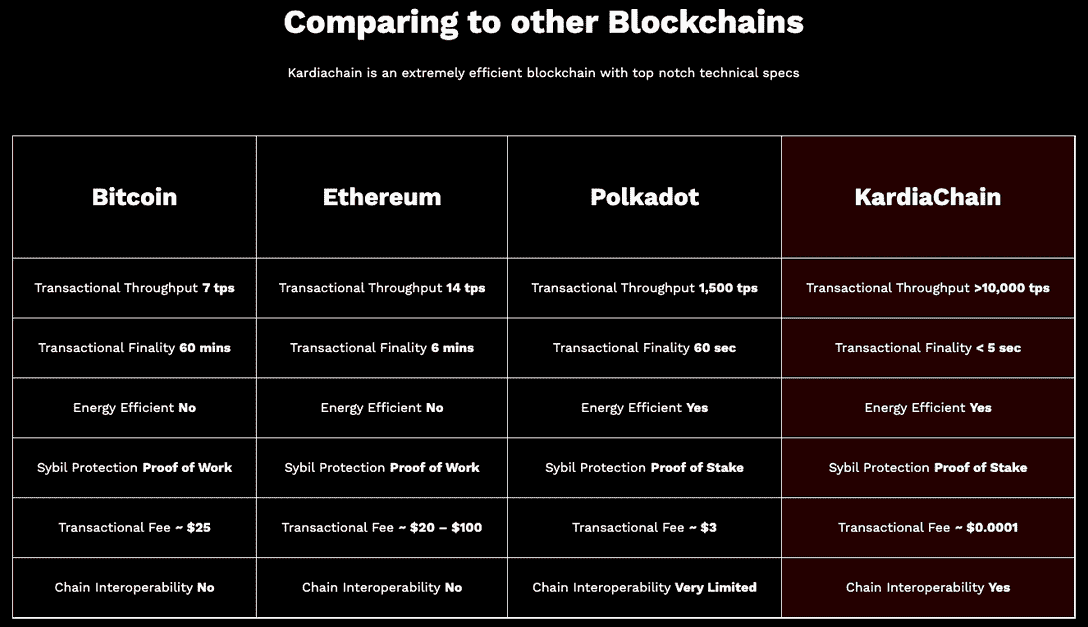 Comparing to other Blockchains
Kardiachain is an extremely efficient blockchain with top notch technical specs
Bitcoin Ethereum Polkadot KardiaChain
Transactional Throughput 7 tps Transactional Throughput 14 tps Transactional Throughput 1,500 tps Transactional Throughput >10,000 tps
Transactional Finality 60 mins Transactional Finality 6 mins Transactional Finality 60 sec Transactional Finality < 5 sec
Energy Efficient No Energy Efficient No Energy Efficient Yes Energy Efficient Yes
Sybil Protection Proof of Work Sybil Protection Proof of Work Sybil Protection Proof of Stake Sybil Protection Proof of Stake
Transactional Fee ~ $25 Transactional Fee ~ $20 – $100 Transactional Fee ~ $3 Transactional Fee ~ $0.0001
Chain Interoperability No Chain Interoperability No Chain Interoperability Very Limited Chain Interoperability Yes